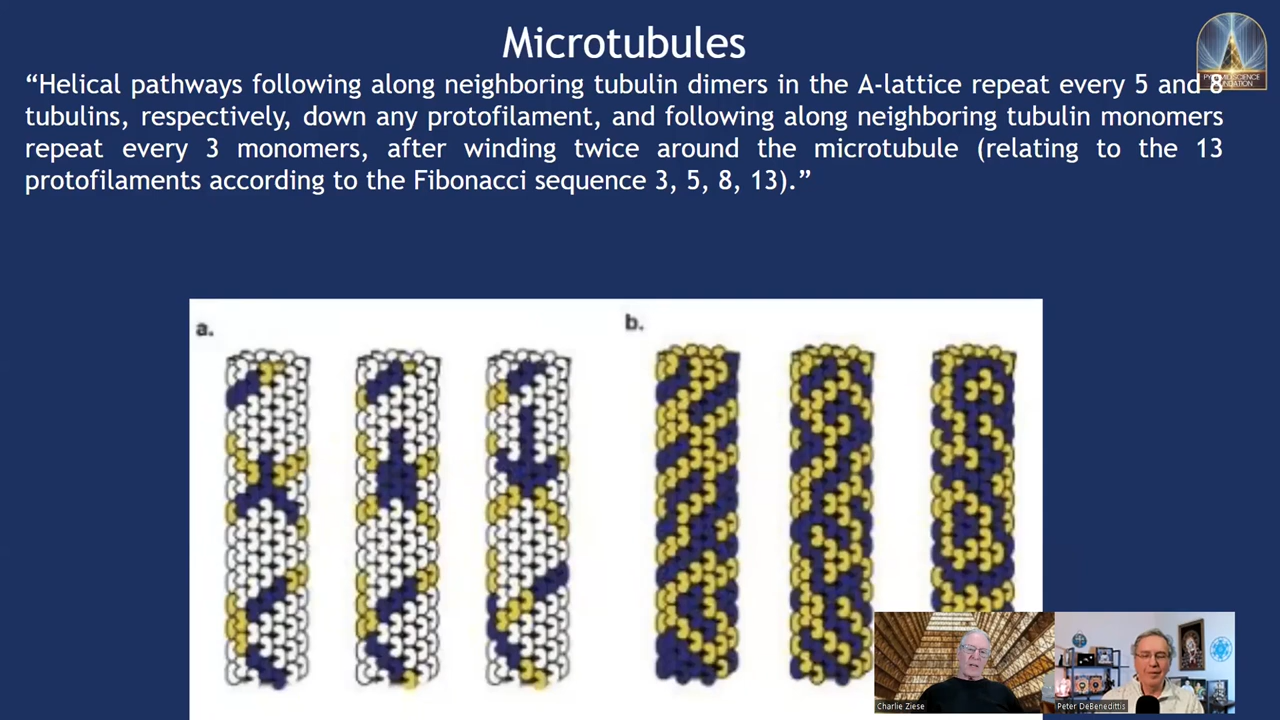 Microtubules
“Helical pathways following along neighboring tubulin dimers in the A-lattice repeat every 5 and 8
tubulins, respectively, down any protofilament, and following along neighboring tubulin monomers
repeat every 3 monomers, after winding twice around the microtubule (relating to the 13
protofilaments according to the Fibonacci sequence 3, 5, 8, 13).”
a.
b.
Charlie Ziese
Peter DeBenedittis